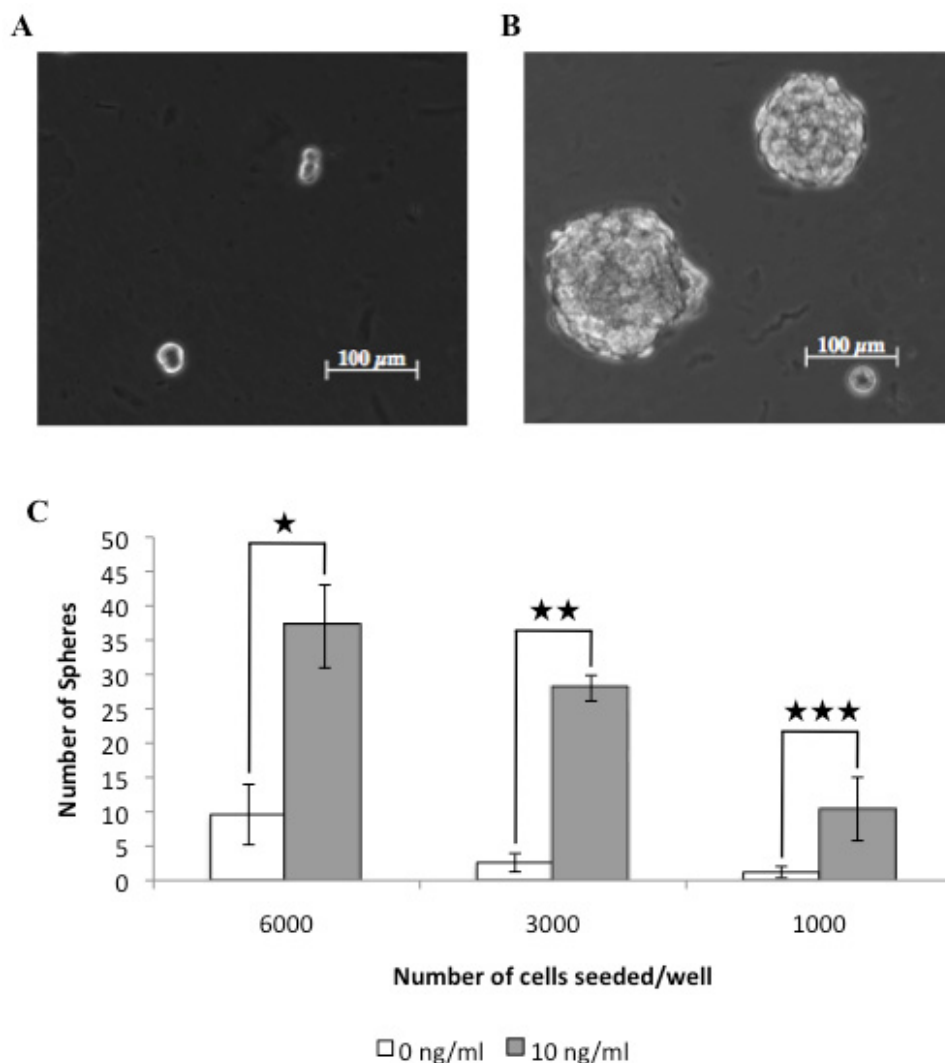 A
B
100 µm
100 µm
C
★
★★
★★★
50
45
40
35
30
25
20
15
10
5
0
Number of Spheres
6000
3000
1000
Number of cells seeded/well
0 ng/ml
10 ng/ml